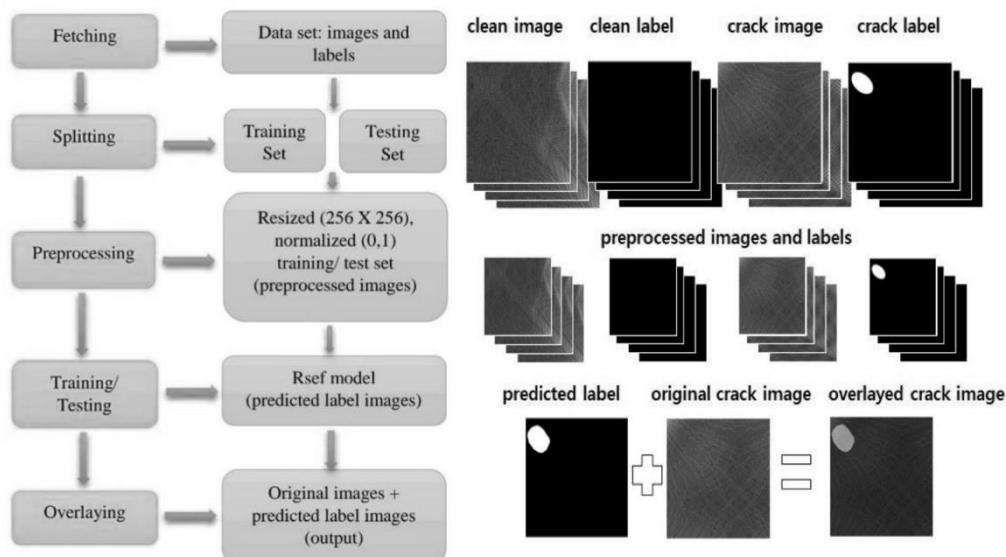 Fetching
Data set: images and
labels
Splitting
Training
Set
Testing
Set
Preprocessing
Resized (256 X 256),
normalized (0,1)
training/ test set
(preprocessed images)
Training/
Testing
Rsef model
(predicted label images)
Overlaying
Original images +
predicted label images
(output)
clean image
clean label
crack image
crack label
preprocessed images and labels
predicted label
original crack image
overlayed crack image